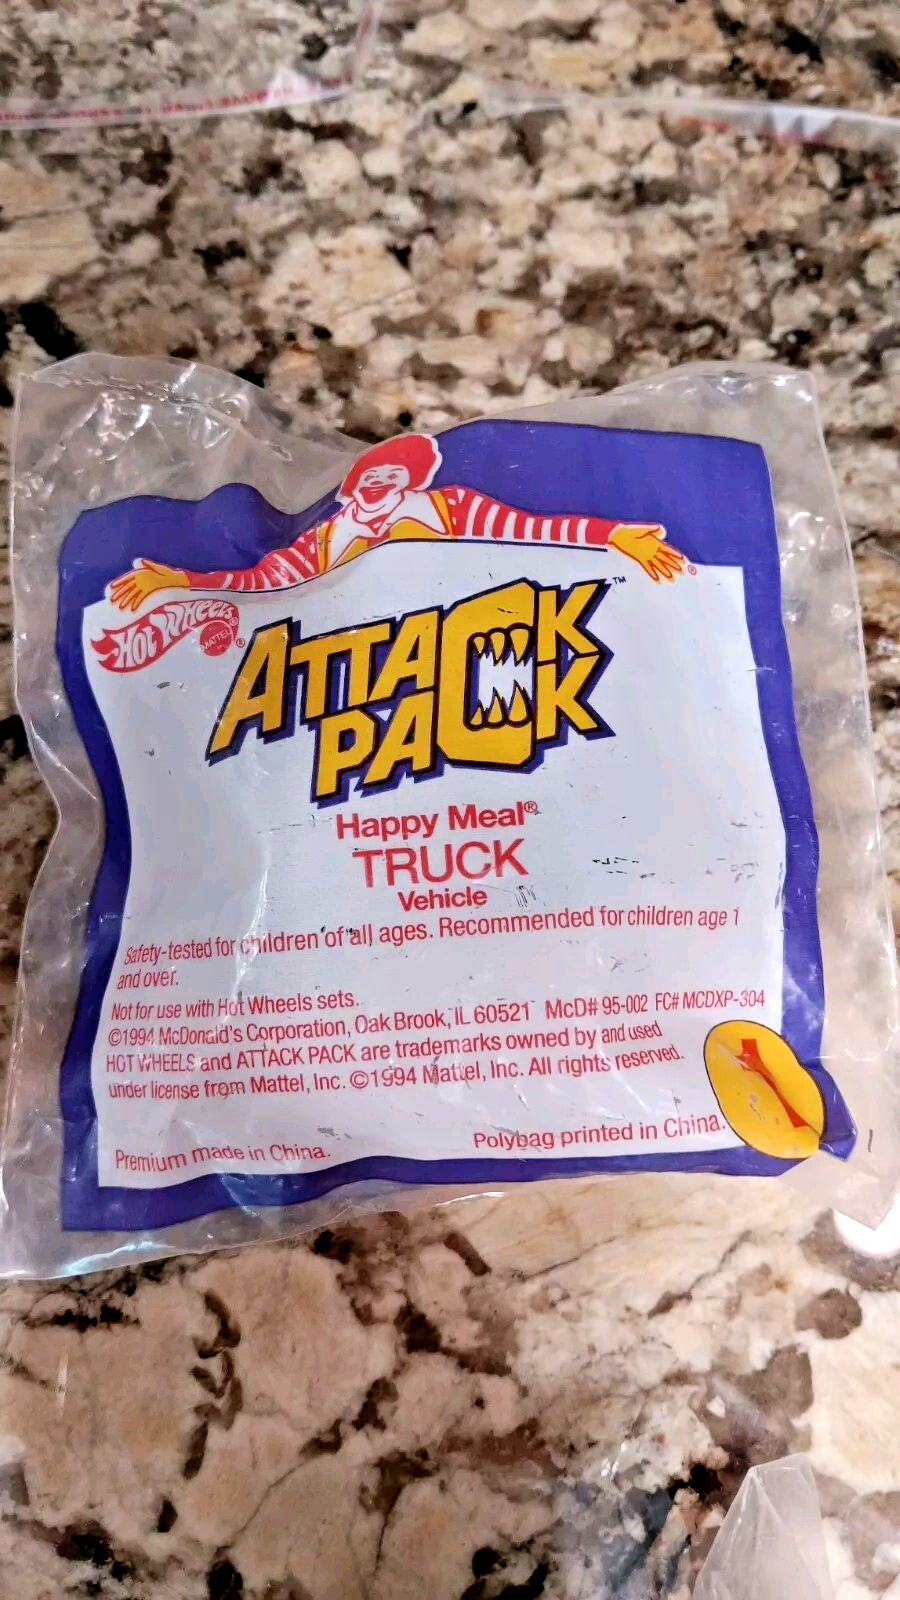 Hot Wheels®
MATTEL®
ATTACK™
PACK
Happy Meal®
TRUCK
Vehicle
Safety-tested for children of all ages. Recommended for children age 1
and over.
Not for use with Hot Wheels sets.
©1994 McDonald's Corporation, Oak Brook, IL 60521 McD# 95-002 FC# MCDXP-304
HOT WHEELS and ATTACK PACK are trademarks owned by and used
under license from Mattel, Inc. ©1994 Mattel, Inc. All rights reserved.
Premium made in China.
Polybag printed in China.
1